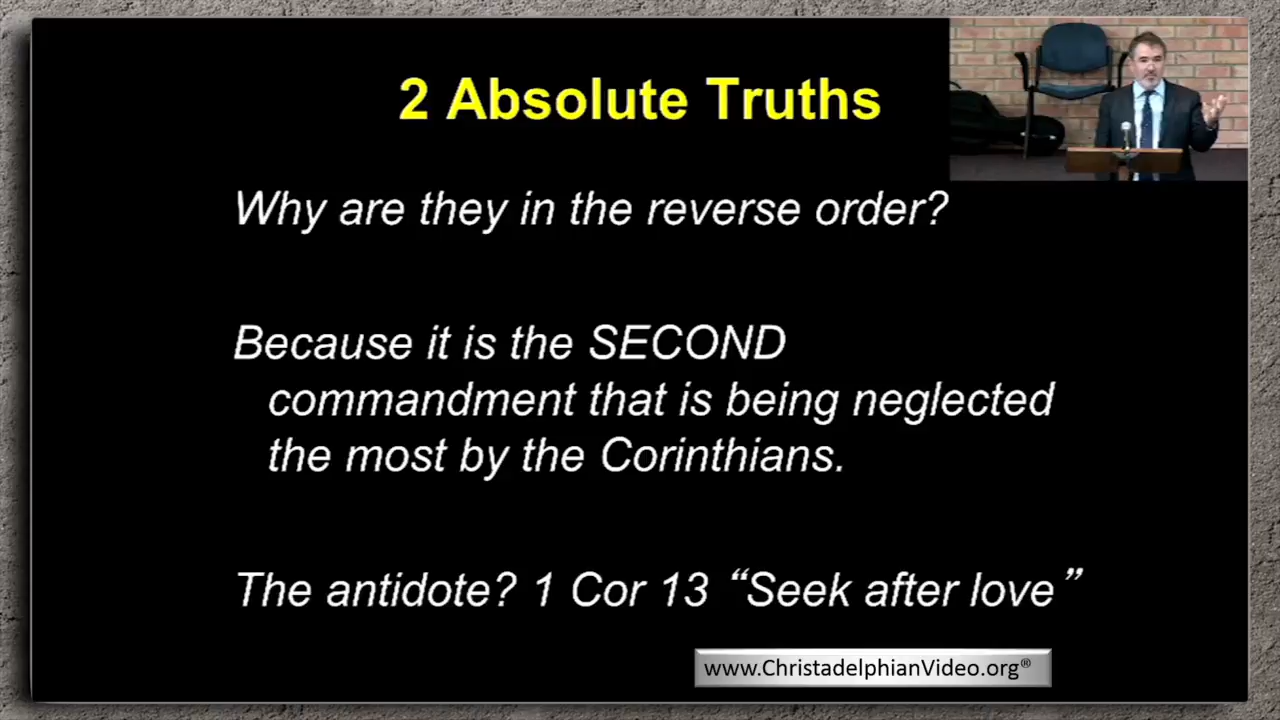 2 Absolute Truths
Why are they in the reverse order?
Because it is the SECOND
commandment that is being neglected
the most by the Corinthians.
The antidote? 1 Cor 13 “Seek after love”
www.ChristadelphianVideo.org®